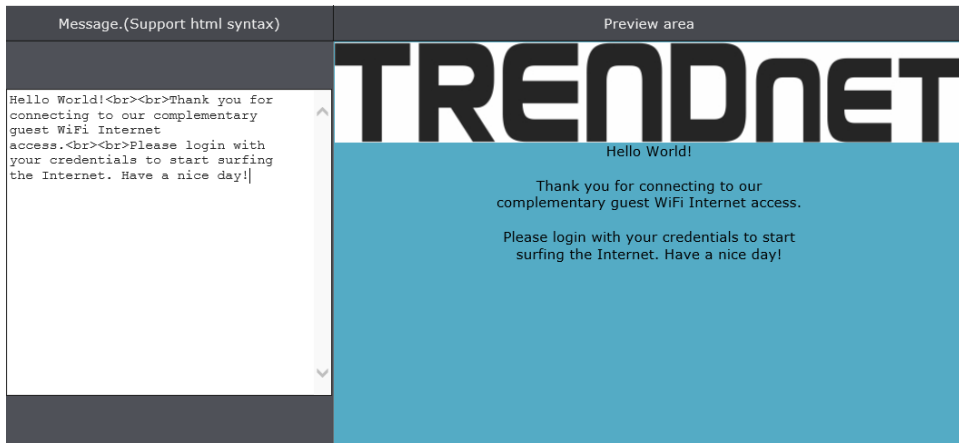 Message.(Support html syntax)
Preview area
Hello World!<br><br>Thank you for
connecting to our complementary
guest WiFi Internet
access.<br><br>Please login with
your credentials to start surfing
the Internet. Have a nice day!
TRENDNET
Hello World!
Thank you for connecting to our
complementary guest WiFi Internet access.
Please login with your credentials to start
surfing the Internet. Have a nice day!